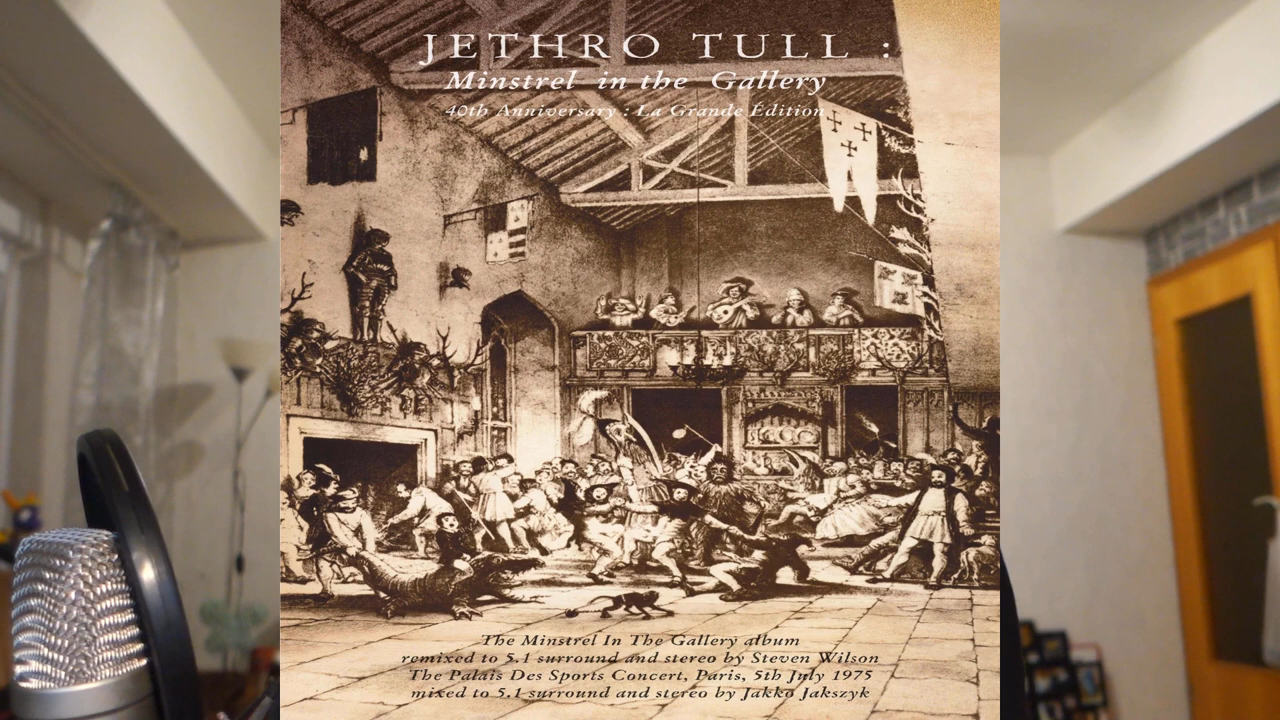 JETHRO TULL :
Minstrel in the Gallery
40th Anniversary : La Grande Édition
The Minstrel In The Gallery album
remixed to 5.1 surround and stereo by Steven Wilson
The Palais Des Sports Concert, Paris, 5th July 1975
mixed to 5.1 surround and stereo by Jakko Jakszyk